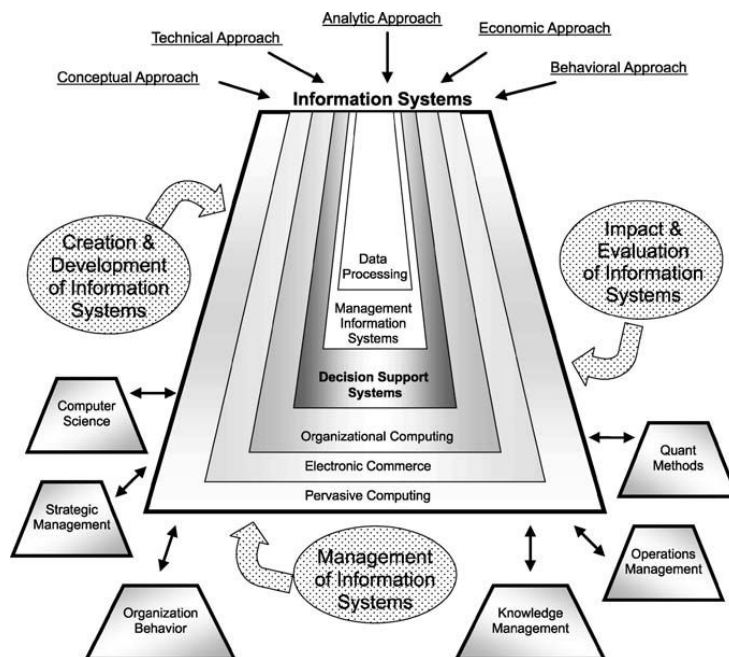 Analytic Approach
Technical Approach
Economic Approach
Conceptual Approach
Behavioral Approach
Information Systems
Creation &
Development
of Information
Systems
Impact &
Evaluation
of Information
Systems
Data
Processing
Management
Information
Systems
Decision Support
Systems
Organizational Computing
Electronic Commerce
Pervasive Computing
Computer
Science
Strategic
Management
Quant
Methods
Operations
Management
Management
of Information
Systems
Organization
Behavior
Knowledge
Management